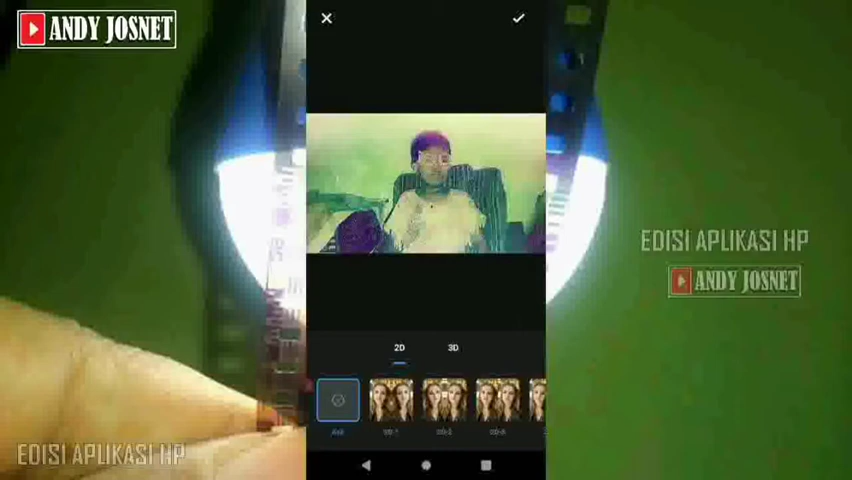 ANDY JOSNET
EDISI APLIKASI HP
ANDY JOSNET
2D
3D
EDISI APLIKASI HP